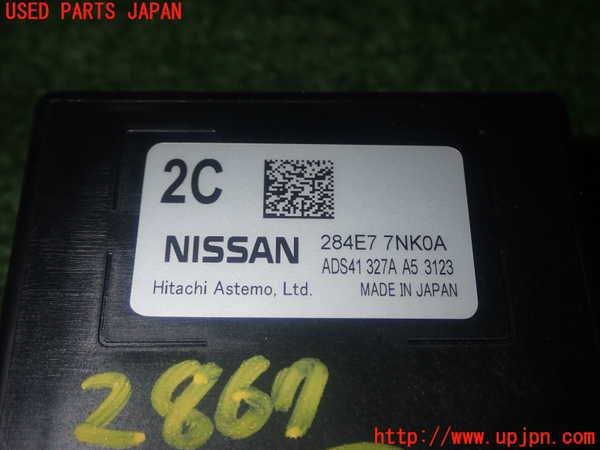 USED PARTS JAPAN
2C
NISSAN
284E7 7NK0A
ADS41 327A A5 3123
Hitachi Astemo, Ltd.
MADE IN JAPAN
2867
http://www.upjpn.com/